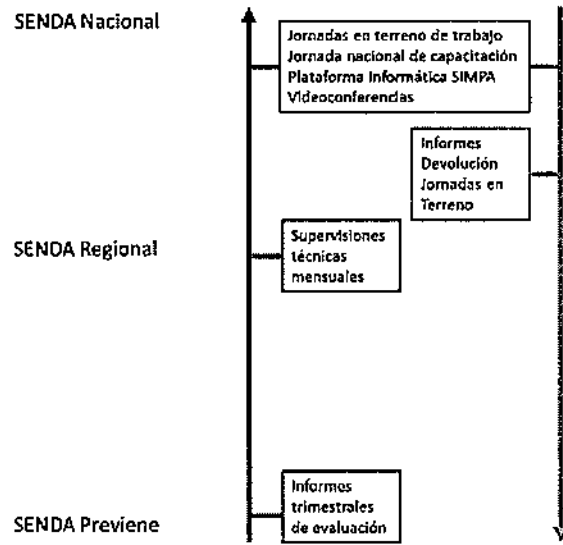 SENDA Nacional
Jornadas en terreno de trabajo
Jornada nacional de capacitación
Plataforma Informática SIMPA
Videoconferencias
Informes
Devolución
Jornadas en
Terreno
SENDA Regional
Supervisiones
técnicas
mensuales
Informes
trimestrales
de evaluación
SENDA Previene